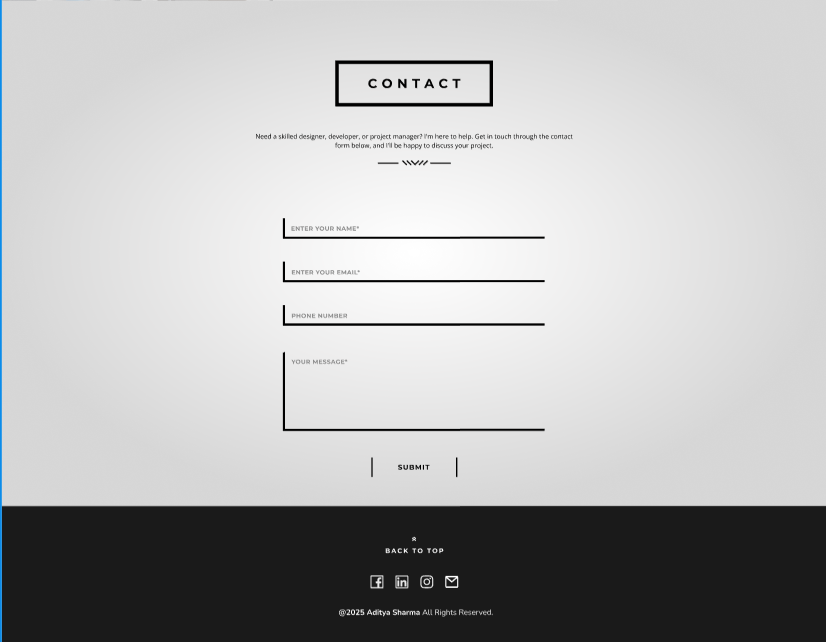 CONTACT
Need a skilled designer, developer, or project manager? I'm here to help. Get in touch through the contact
form below, and I'll be happy to discuss your project.
ENTER YOUR NAME*
ENTER YOUR EMAIL*
PHONE NUMBER
YOUR MESSAGE*
SUBMIT
BACK TO TOP
@2025 Aditya Sharma All Rights Reserved.